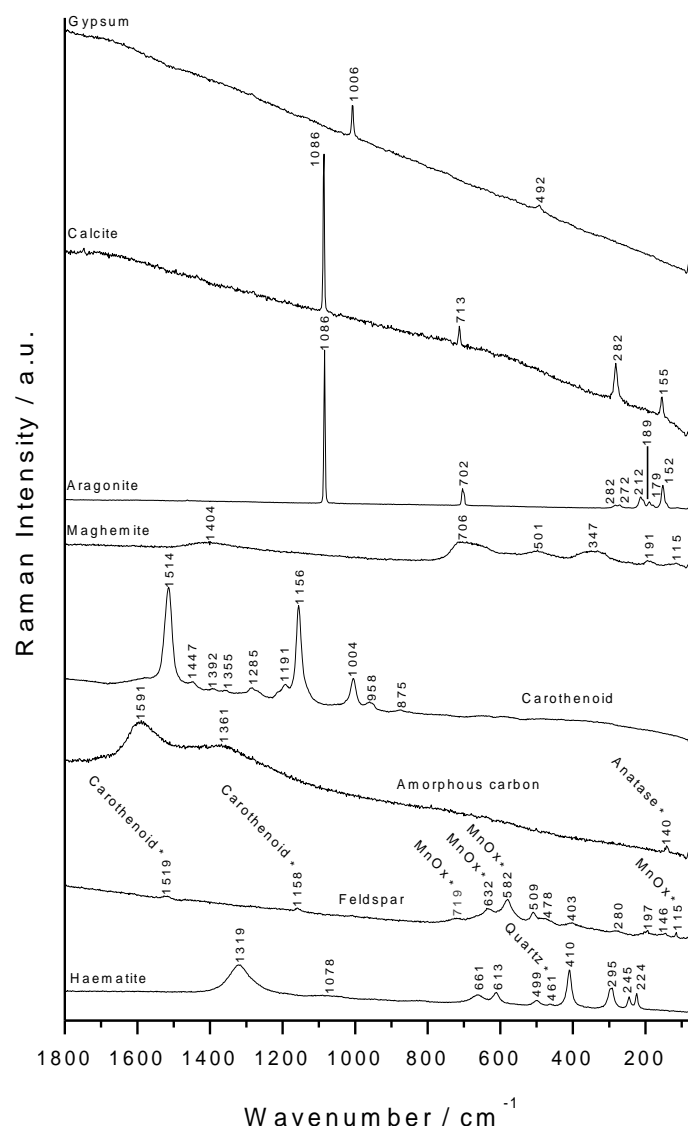 Gypsum
1006
492
1086
Calcite
713
282
155
1086
Aragonite
702
282
272
212
189
179
152
Maghemite
1404
706
501
347
191
115
1514
1447
1392
1355
1285
1191
1156
1004
958
875
Carothenoid
1591
1361
Amorphous carbon
Anatase*
140
Carothenoid*
1519
Carothenoid*
1158
Feldspar
MnOx*
719
MnOx*
632
MnOx*
582
509
478
403
280
197
146
MnOx*
115
Haematite
1319
1078
661
613
499
Quartz*
461
410
295
245
224
1800 1600 1400 1200 1000 800 600 400 200
Wavenumber / cm-1
Raman Intensity / a.u.